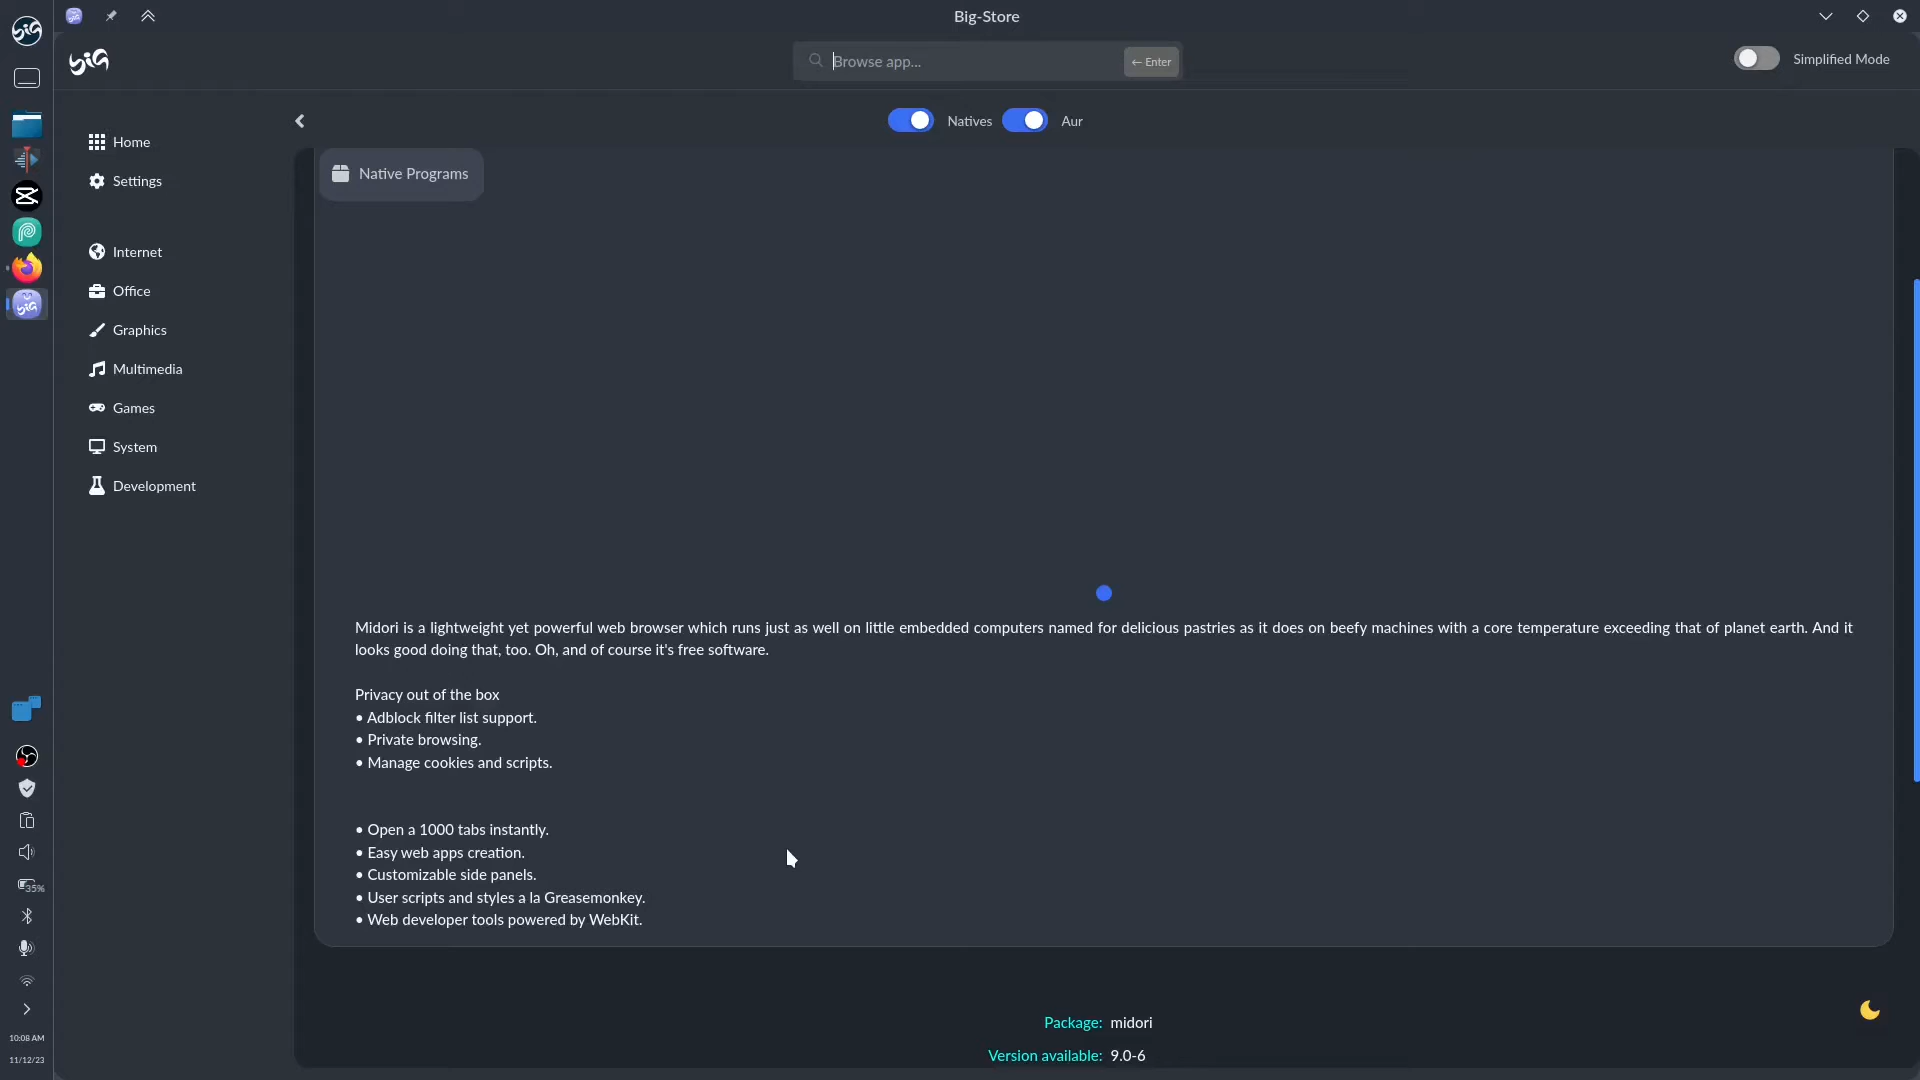 Big-Store
big
big
Browse app...
← Enter
Simplified Mode
Natives
Aur
Home
Settings
Native Programs
Internet
Office
Graphics
Multimedia
Games
System
Development
Midori is a lightweight yet powerful web browser which runs just as well on little embedded computers named for delicious pastries as it does on beefy machines with a core temperature exceeding that of planet earth. And it
looks good doing that, too. Oh, and of course it's free software.
Privacy out of the box
• Adblock filter list support.
• Private browsing.
• Manage cookies and scripts.
• Open a 1000 tabs instantly.
• Easy web apps creation.
• Customizable side panels.
• User scripts and styles a la Greasemonkey.
• Web developer tools powered by WebKit.
Package: midori
Version available: 9.0-6
35%
10:08 AM
11/12/23